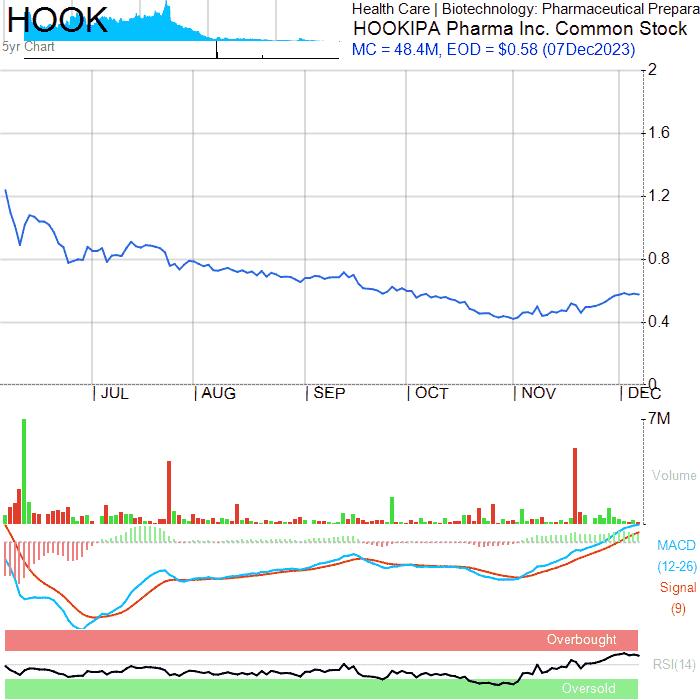 HOOK
5yr Chart
Health Care | Biotechnology: Pharmaceutical Prepara
HOOKIPA Pharma Inc. Common Stock
MC = 48.4M, EOD = $0.58 (07Dec2023)
2
1.6
1.2
0.8
0.4
0
JUL
AUG
SEP
OCT
NOV
DEC
7M
Volume
MACD
(12-26)
Signal
(9)
Overbought
RSI(14)
Oversold